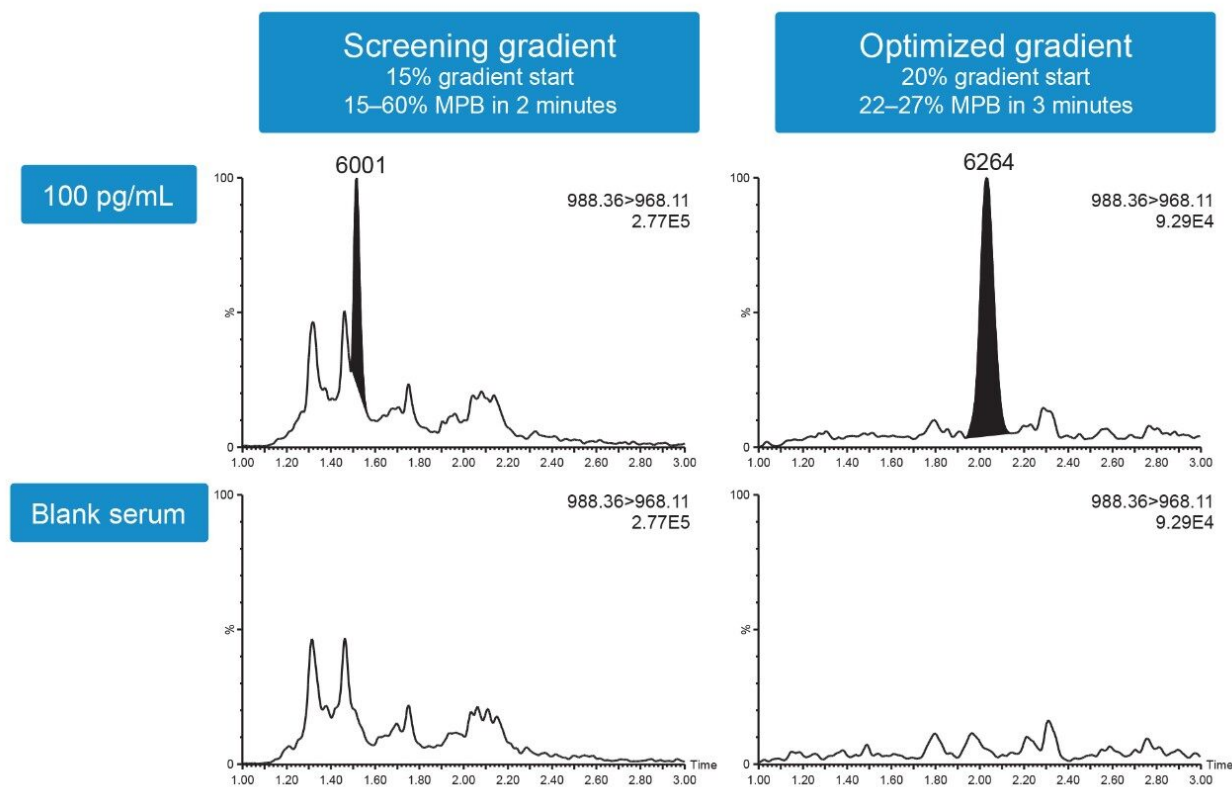 Screening gradient
15% gradient start
15–60% MPB in 2 minutes
Optimized gradient
20% gradient start
22–27% MPB in 3 minutes
100 pg/mL
6001
988.36>968.11
2.77E5
100
%
0
1.00 1.20 1.40 1.60 1.80 2.00 2.20 2.40 2.60 2.80 3.00
6264
988.36>968.11
9.29E4
100
%
0
1.00 1.20 1.40 1.60 1.80 2.00 2.20 2.40 2.60 2.80 3.00
Blank serum
988.36>968.11
2.77E5
100
%
0
Time
1.00 1.20 1.40 1.60 1.80 2.00 2.20 2.40 2.60 2.80 3.00
988.36>968.11
9.29E4
100
%
0
Time
1.00 1.20 1.40 1.60 1.80 2.00 2.20 2.40 2.60 2.80 3.00